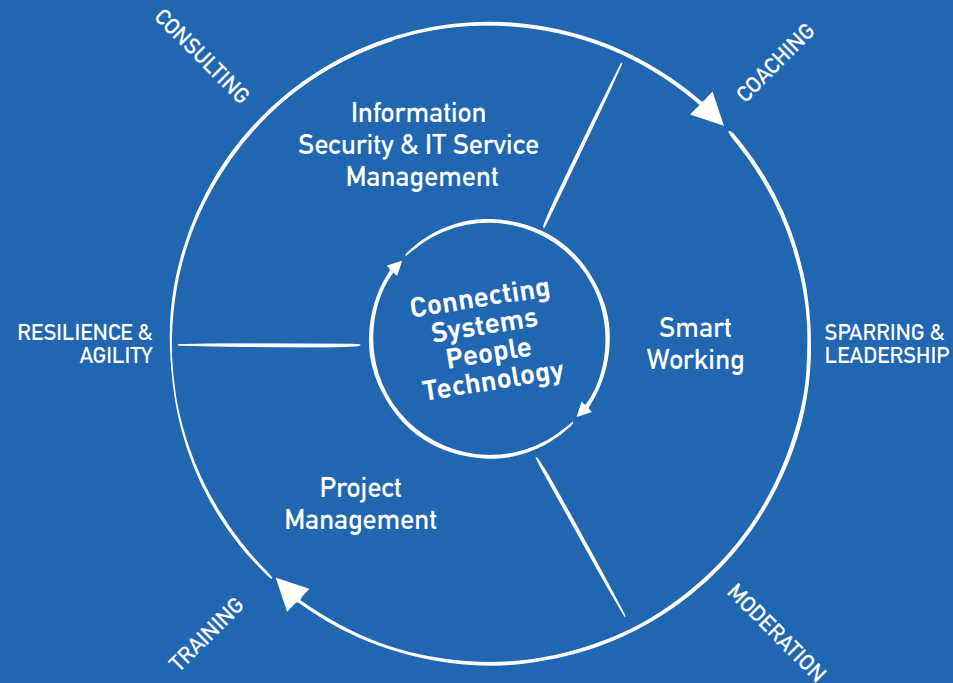 CONSULTING
COACHING
Information
Security & IT Service
Management
Connecting
Systems
People
Technology
Smart
Working
RESILIENCE &
AGILITY
SPARRING &
LEADERSHIP
Project
Management
TRAINING
MODERATION